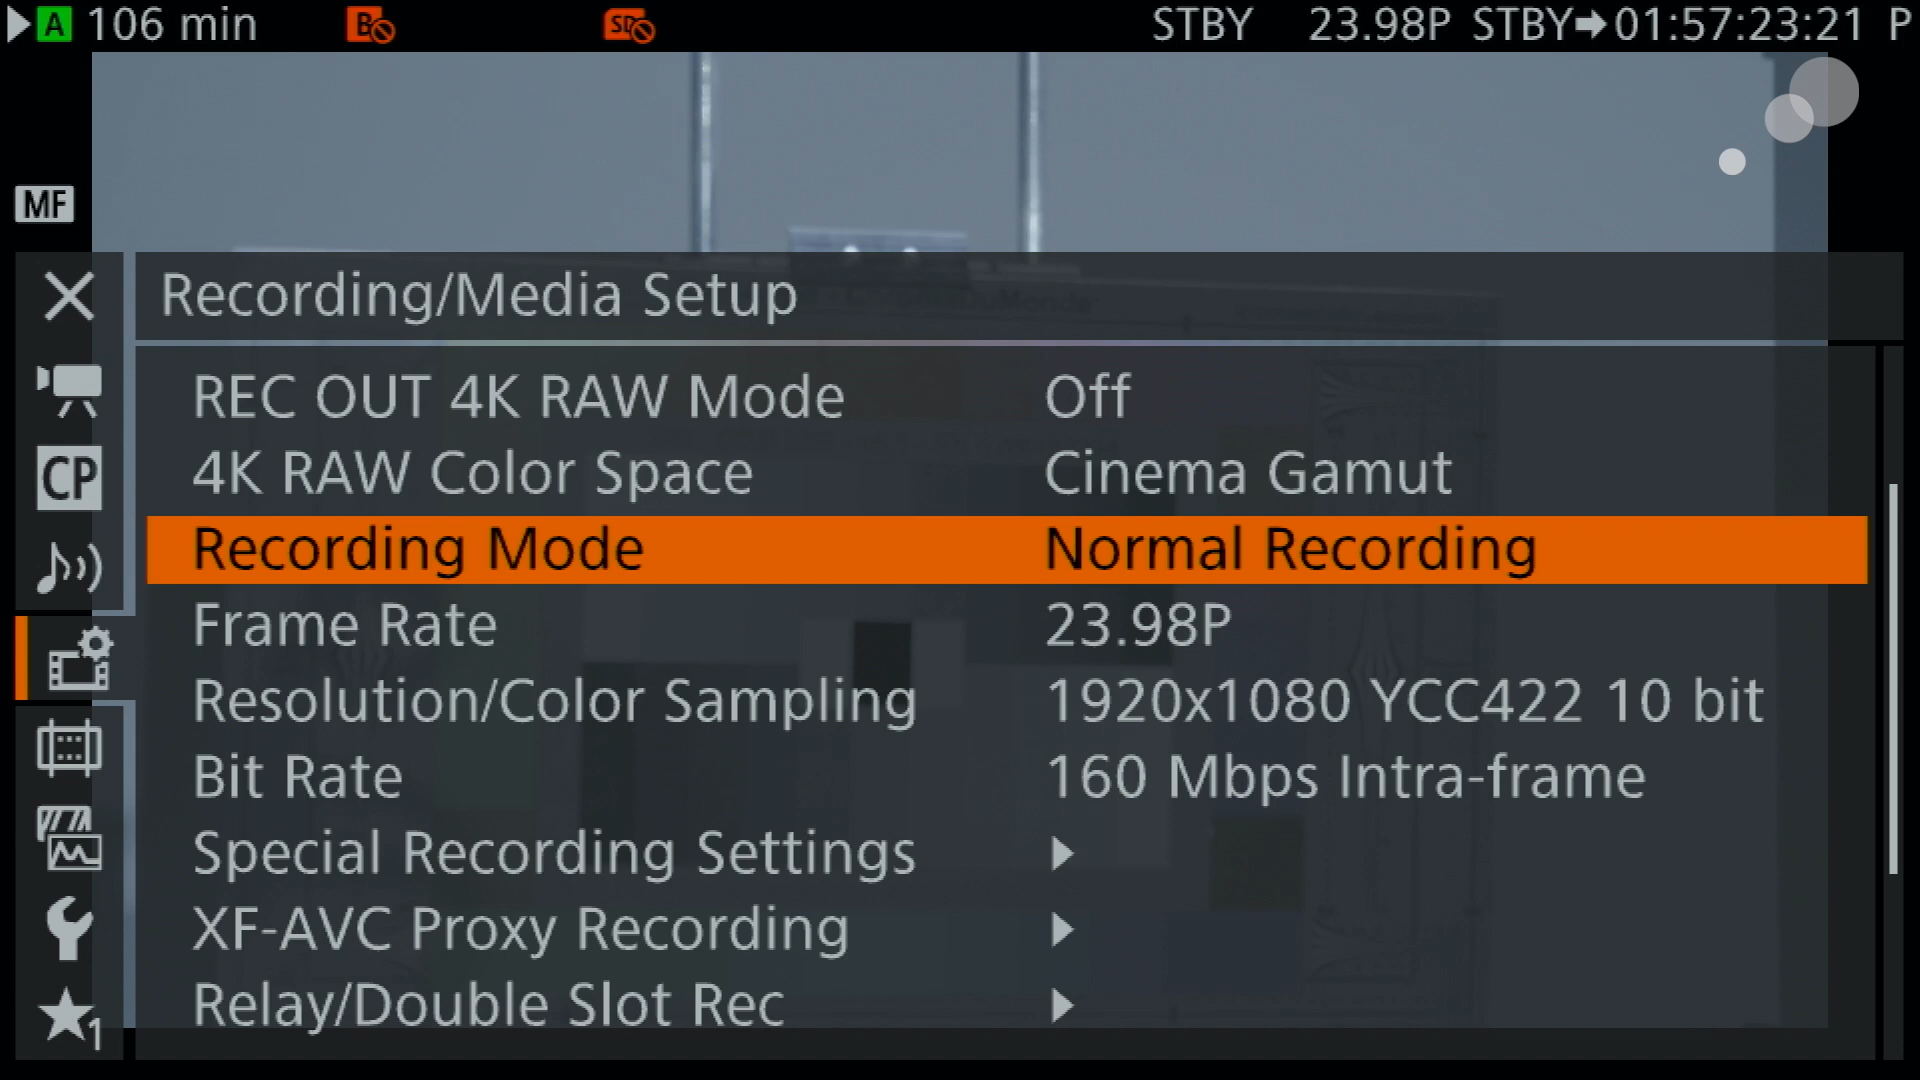 A 106 min B SD STBY 23.98P STBY➡01:57:23:21 P
MF
Recording/Media Setup
CP
REC OUT 4K RAW Mode Off
4K RAW Color Space Cinema Gamut
Recording Mode Normal Recording
Frame Rate 23.98P
Resolution/Color Sampling 1920x1080 YCC422 10 bit
Bit Rate 160 Mbps Intra-frame
Special Recording Settings
XF-AVC Proxy Recording
Relay/Double Slot Rec
1